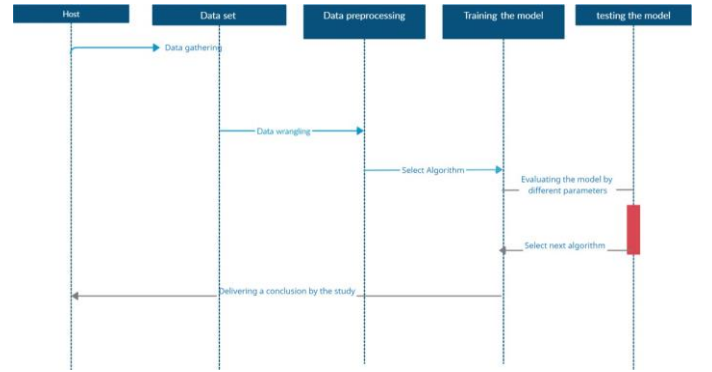 Host
Data set
Data preprocessing
Training the model
testing the model
Data gathering
Data wrangling
Select Algorithm
Evaluating the model by
different parameters
Select next algorithm
Delivering a conclusion by the study